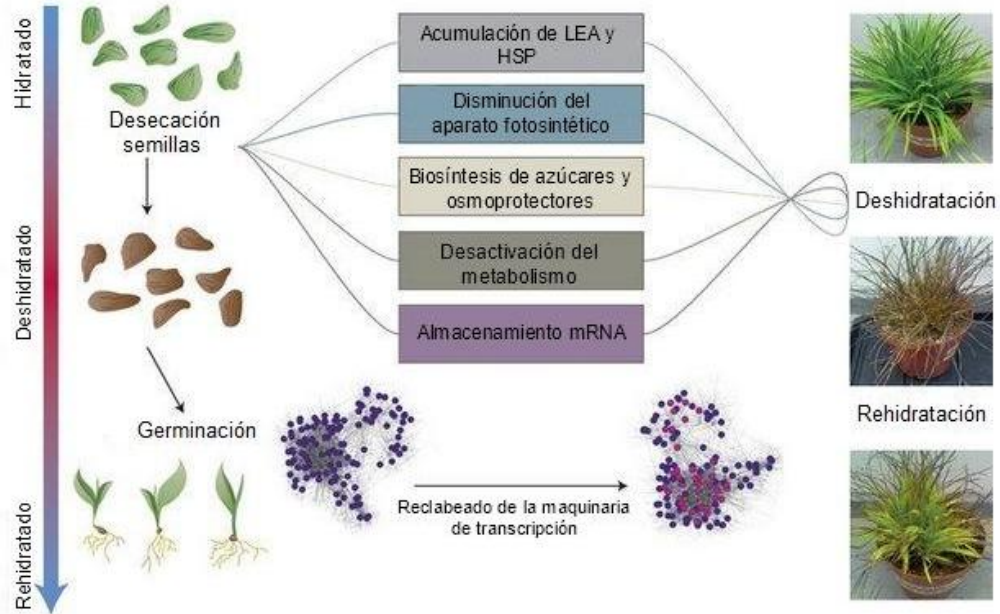 Hidratado
Deshidratado
Rehidratado
Desecación
semillas
Germinación
Acumulación de LEA y
HSP
Disminución del
aparato fotosintético
Biosíntesis de azúcares y
osmoprotectores
Desactivación del
metabolismo
Almacenamiento mRNA
Reclabeado de la maquinaria
de transcripción
Deshidratación
Rehidratación